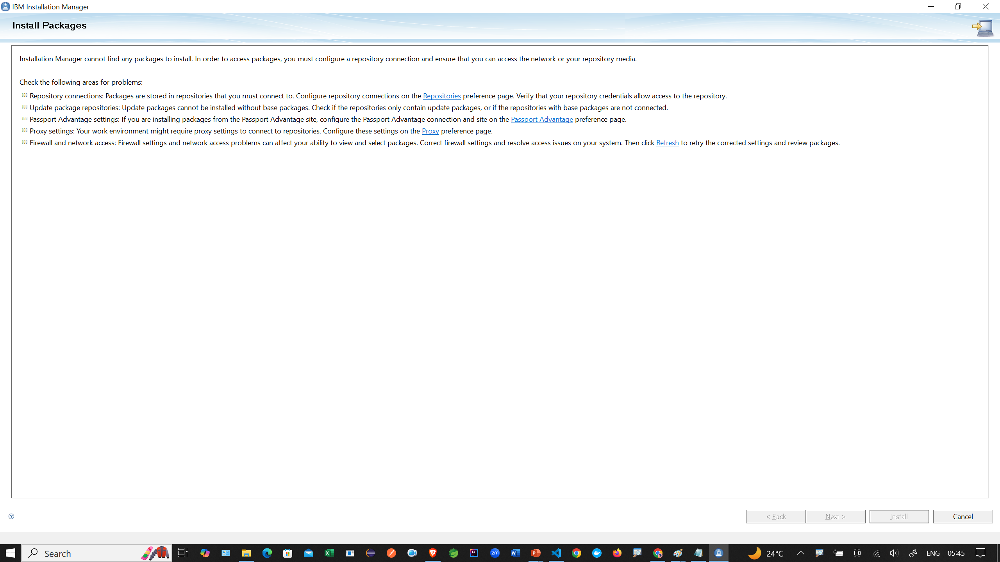 IBM Installation Manager
Install Packages
Installation Manager cannot find any packages to install. In order to access packages, you must configure a repository connection and ensure that you can access the network or your repository media.
Check the following areas for problems:
Repository connections: Packages are stored in repositories that you must connect to. Configure repository connections on the Repositories preference page. Verify that your repository credentials allow access to the repository.
Update package repositories: Update packages cannot be installed without base packages. Check if the repositories only contain update packages, or if the repositories with base packages are not connected.
Passport Advantage settings: If you are installing packages from the Passport Advantage site, configure the Passport Advantage connection and site on the Passport Advantage preference page.
Proxy settings: Your work environment might require proxy settings to connect to repositories. Configure these settings on the Proxy preference page.
Firewall and network access: Firewall settings and network access problems can affect your ability to view and select packages. Correct firewall settings and resolve access issues on your system. Then click Refresh to retry the corrected settings and review packages.
< Back Next > Install Cancel
Search zm 24°C ENG 05:45